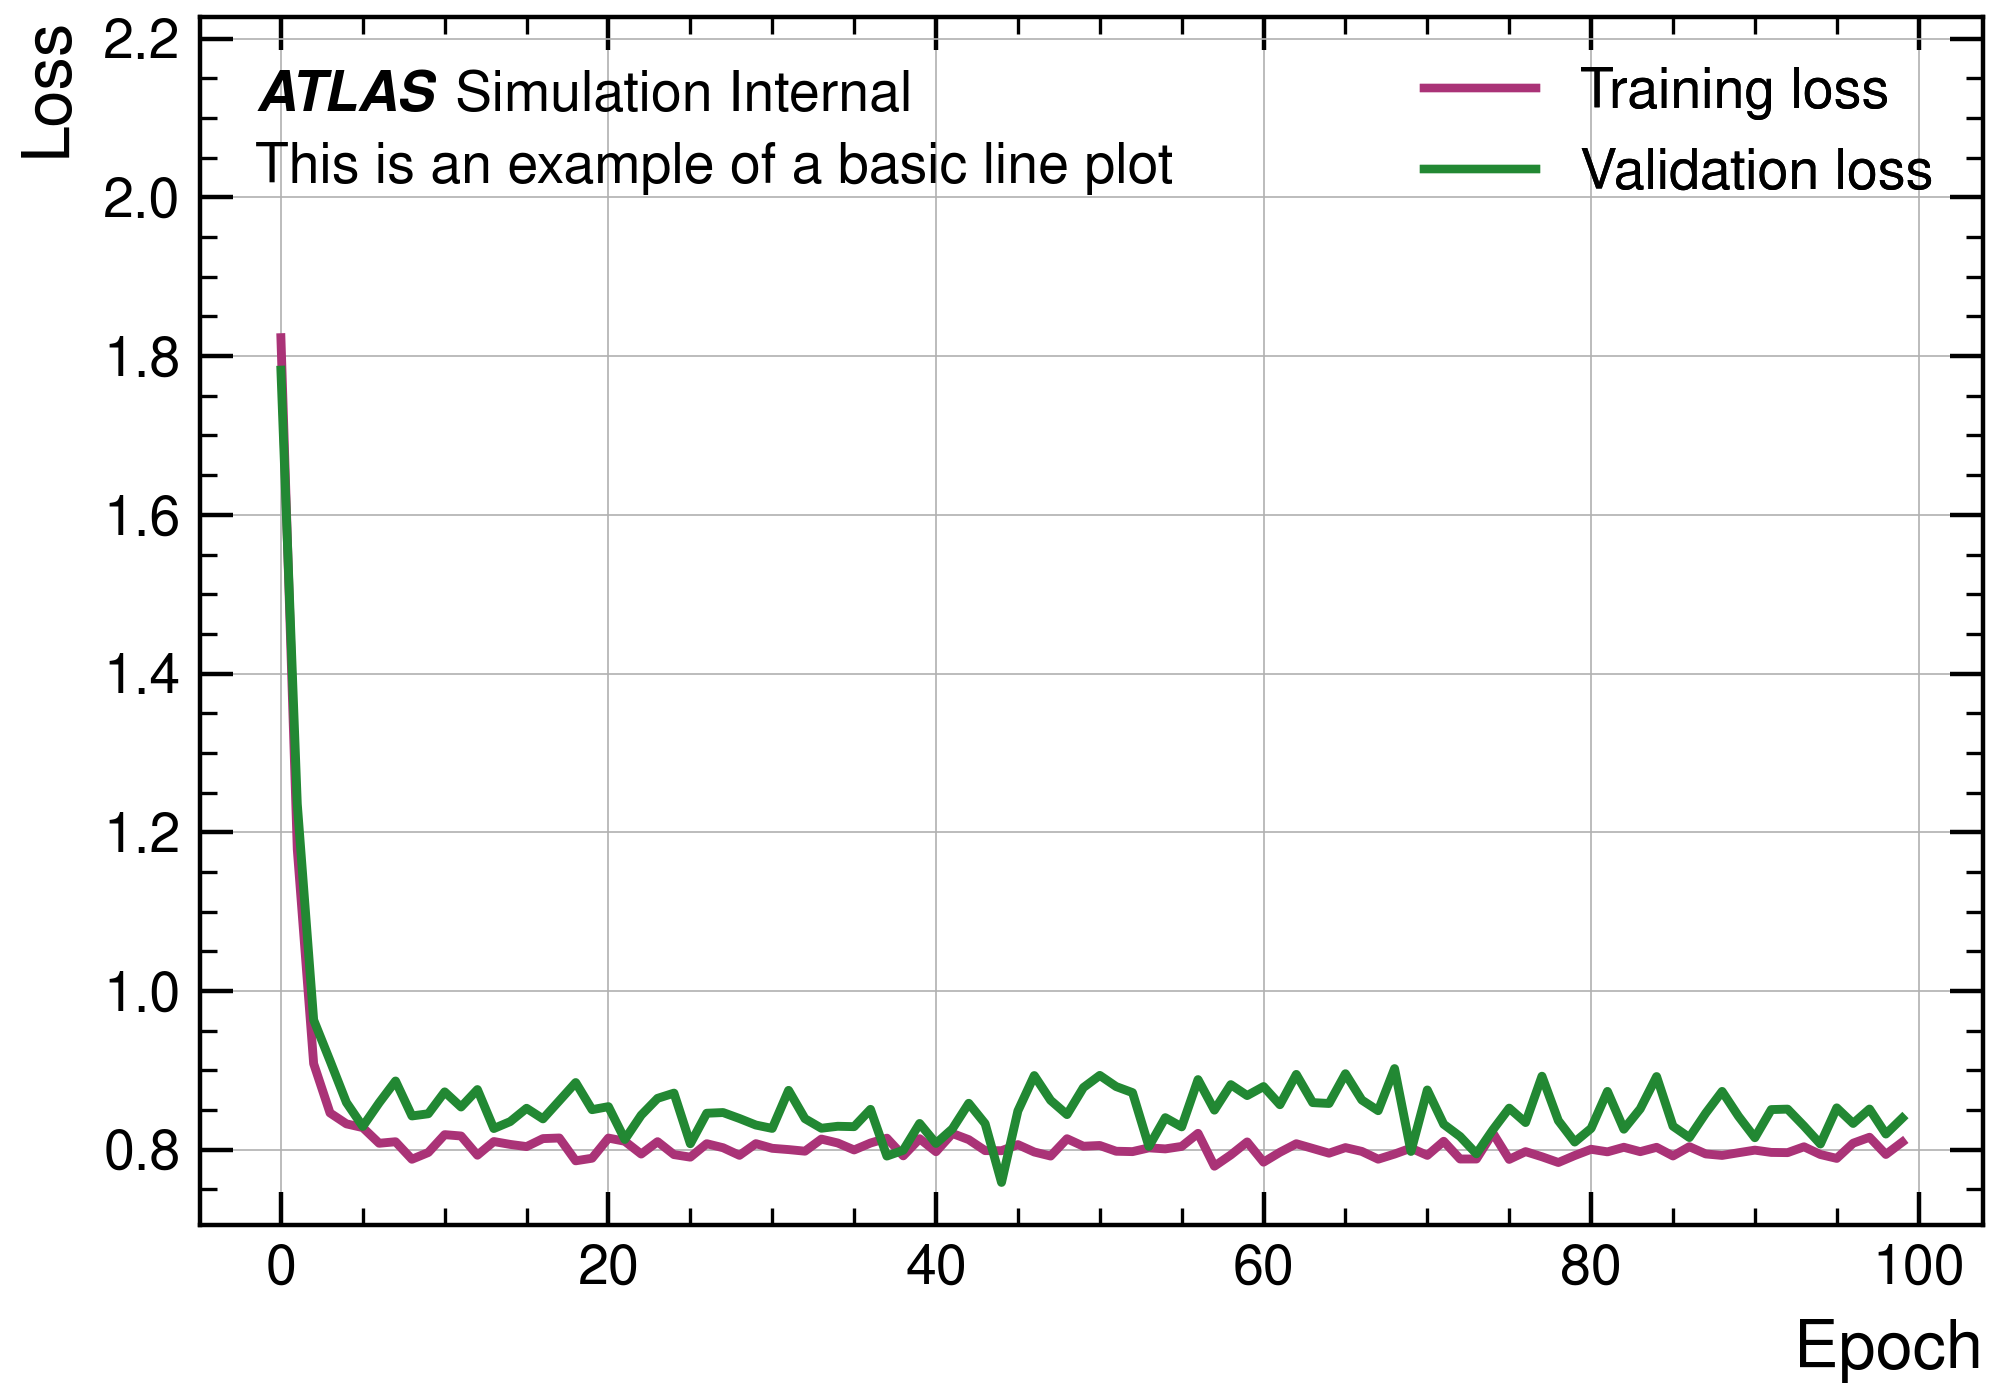 Loss
2.2
2.0
1.8
1.6
1.4
1.2
1.0
0.8
ATLAS Simulation Internal
This is an example of a basic line plot
Training loss
Validation loss
0 20 40 60 80 100
Epoch